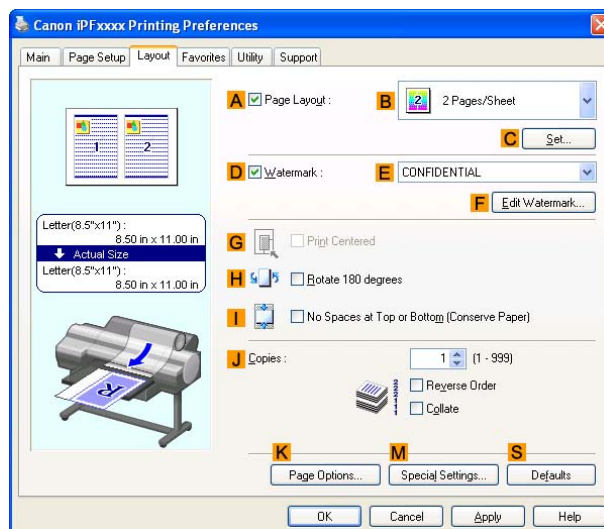 Canon iPFxxxx Printing Preferences
Main Page Setup Layout Favorites Utility Support
A Page Layout : B 2 2 Pages/Sheet
C Set...
D Watermark : E CONFIDENTIAL
F Edit Watermark...
1 2
Letter(8.5"x11") :
8.50 in x 11.00 in
Actual Size
Letter(8.5"x11") :
8.50 in x 11.00 in
G Print Centered
H Rotate 180 degrees
I No Spaces at Top or Bottom (Conserve Paper)
J Copies : 1 (1 - 999)
Reverse Order
Collate
R
K M S
Page Options... Special Settings... Defaults
OK Cancel Apply Help